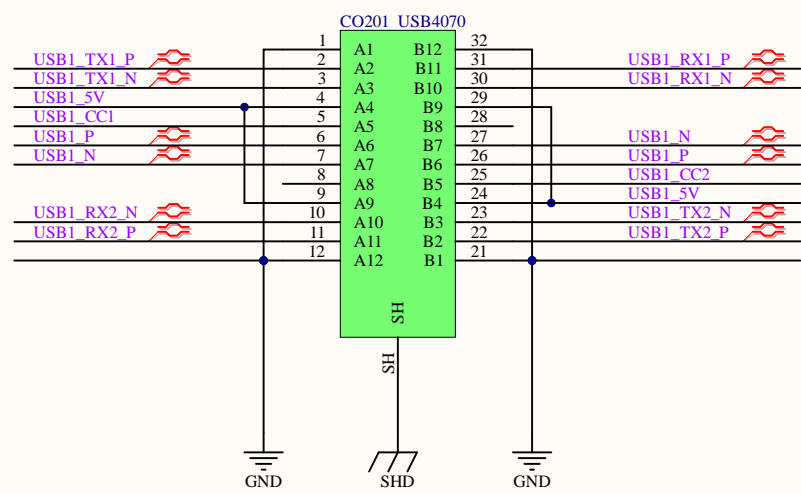 CO201 USB4070
1 A1 B12 32
USB1_TX1_P 2 A2 B11 31 USB1_RX1_P
USB1_TX1_N 3 A3 B10 30 USB1_RX1_N
USB1_5V 4 A4 B9 29
USB1_CC1 5 A5 B8 28
USB1_P 6 A6 B7 27 USB1_N
USB1_N 7 A7 B6 26 USB1_P
8 A8 B5 25 USB1_CC2
9 A9 B4 24 USB1_5V
USB1_RX2_N 10 A10 B3 23 USB1_TX2_N
USB1_RX2_P 11 A11 B2 22 USB1_TX2_P
12 A12 B1 21
SH
SH
GND SHD GND